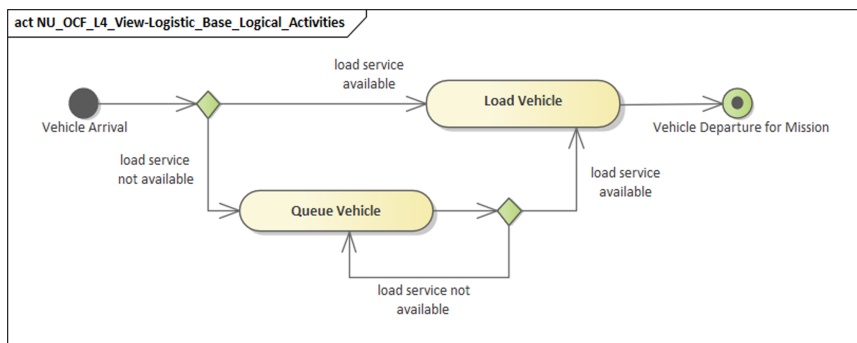 act NU_OCF_L4_View-Logistic_Base_Logical_Activities
load service
available
Load Vehicle
Vehicle Arrival
Vehicle Departure for Mission
load service
not available
load service
available
Queue Vehicle
load service not
available